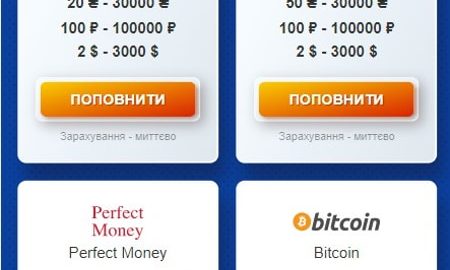 20 ₴ - 30000 ₴
50 ₴ - 30000 ₴
100 ₽ - 100000 ₽
100 ₽ - 100000 ₽
2 $ - 3000 $
2 $ - 3000 $
ПОПОВНИТИ
ПОПОВНИТИ
Зарахування - миттєво
Зарахування - миттєво
Perfect
Money
bitcoin
Perfect Money
Bitcoin